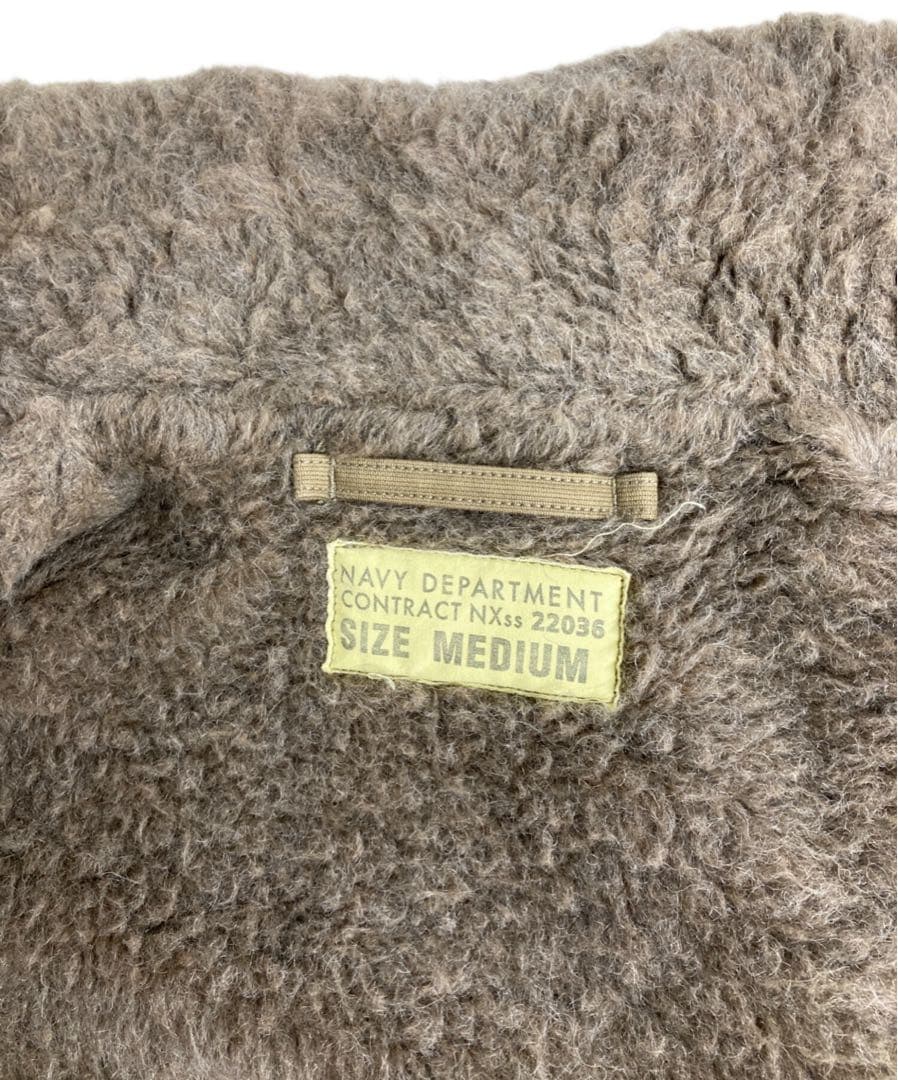 NAVY DEPARTMENT
CONTRACT NXss 22036
SIZE MEDIUM